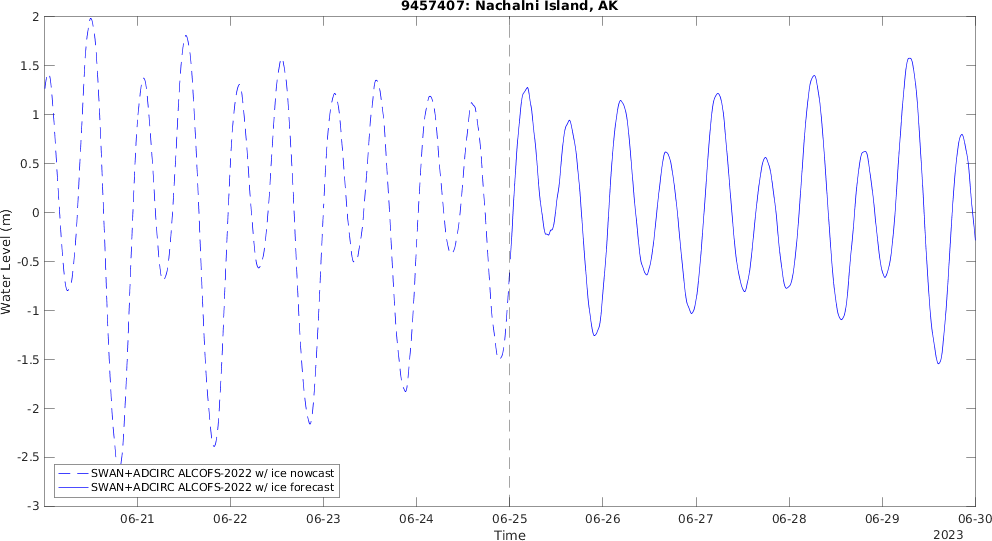 9457407: Nachalni Island, AK
2
1.5
1
0.5
0
-0.5
-1
-1.5
-2
-2.5
-3
Water Level (m)
SWAN+ADCIRC ALCOFS-2022 w/ ice nowcast
SWAN+ADCIRC ALCOFS-2022 w/ ice forecast
06-21 06-22 06-23 06-24 06-25 06-26 06-27 06-28 06-29 06-30
Time
2023